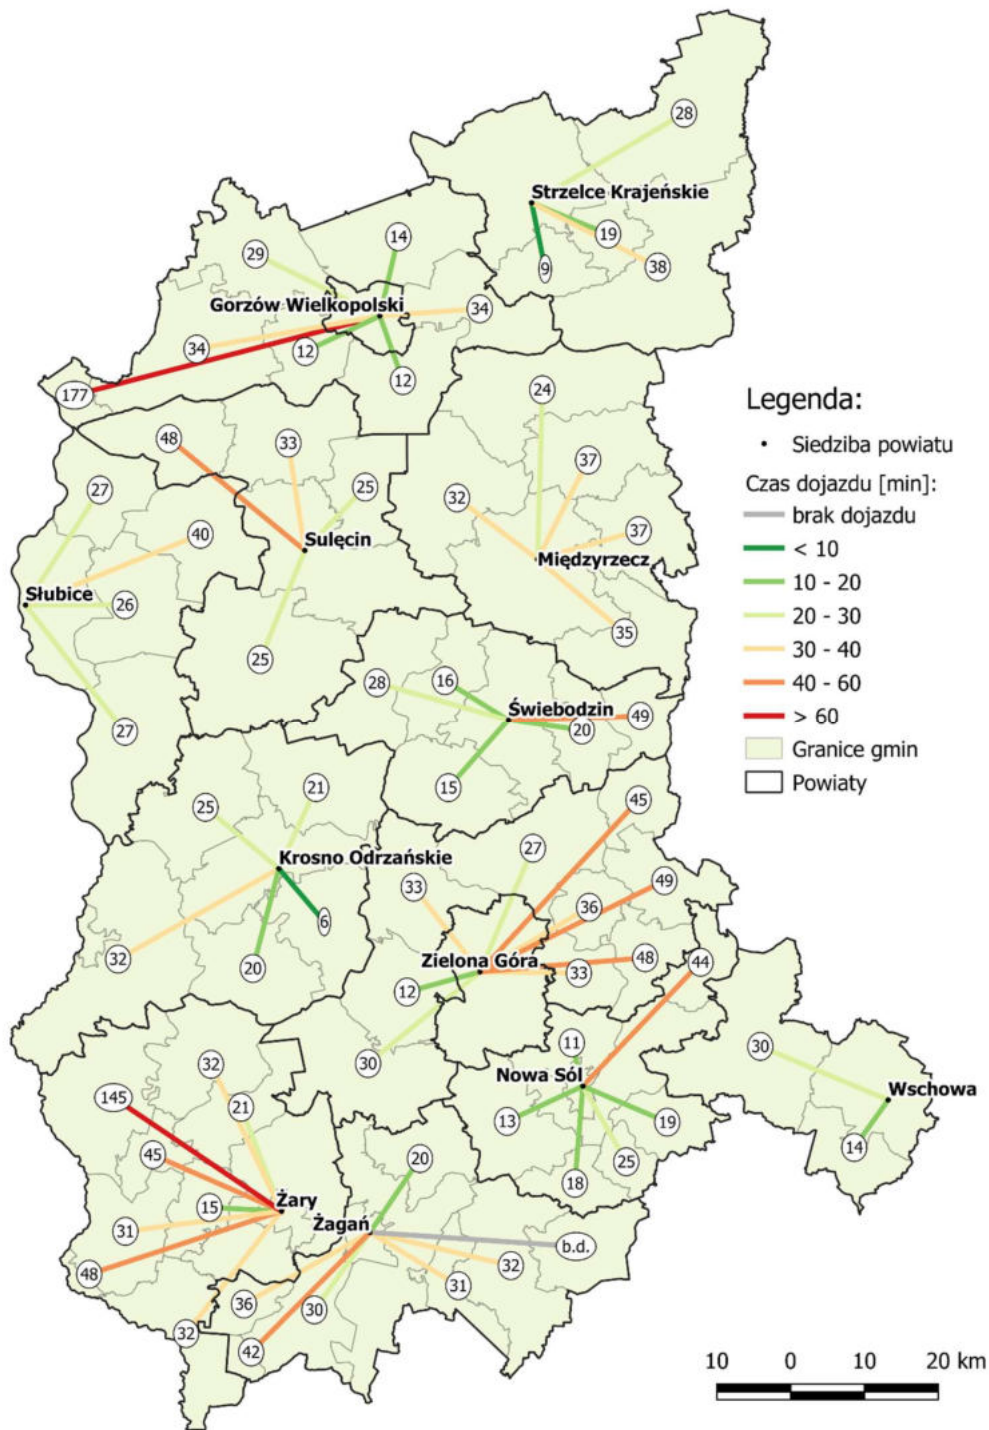 28
Strzelce Krajeńskie
19
38
9
14
29
Gorzów Wielkopolski
34
34
12
12
177
24
48
33
37
27
25
32
40
37
Sulęcin
Międzyrzecz
Słubice
26
35
25
16
28
Świebodzin
49
20
27
15
21
25
45
27
Krosno Odrzańskie
33
49
36
6
32
20
Zielona Góra
48
44
33
12
11
30
30
32
Nowa Sól
Wschowa
145
21
13
19
45
20
25
14
18
Żary
15
Żagań
31
b.d.
32
48
31
36
30
32
42
Legenda:
Siedziba powiatu
Czas dojazdu [min]:
brak dojazdu
< 10
10 - 20
20 - 30
30 - 40
40 - 60
> 60
Granice gmin
Powiaty
10 0 10 20 km